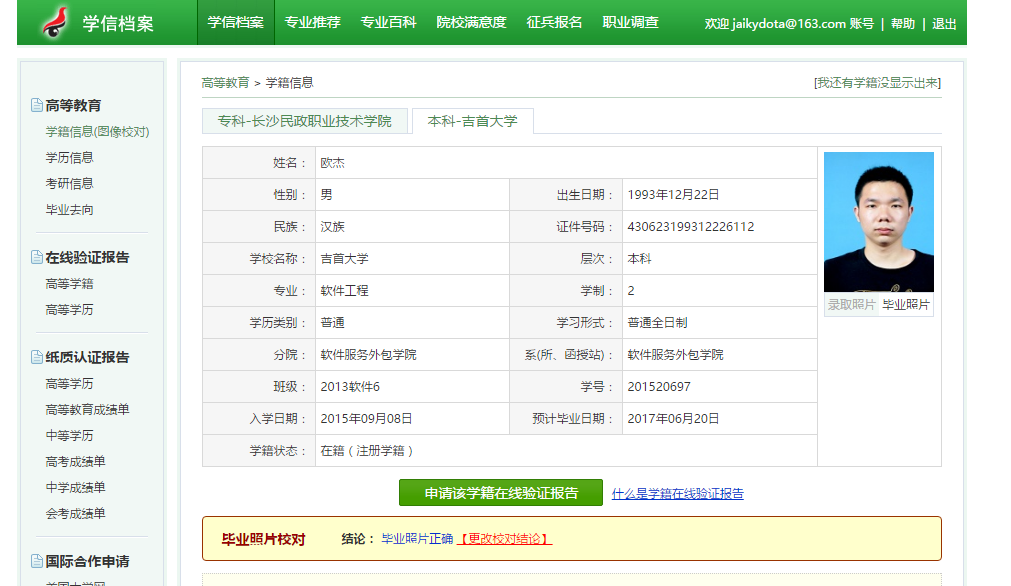 学信档案
学信档案 专业推荐 专业百科 院校满意度 征兵报名 职业调查
欢迎 jaikydota@163.com 账号 | 帮助 | 退出
高等教育
学籍信息(图像校对)
学历信息
考研信息
毕业去向
在线验证报告
高等学籍
高等学历
纸质认证报告
高等学历
高等教育成绩单
中等学历
高考成绩单
中学成绩单
会考成绩单
国际合作申请
高等教育 > 学籍信息
[我还有学籍没显示出来]
专科-长沙民政职业技术学院 本科-吉首大学
姓名： 欧杰
性别： 男 出生日期： 1993年12月22日
民族： 汉族 证件号码： 430623199312226112
学校名称： 吉首大学 层次： 本科
专业： 软件工程 学制： 2
学历类别： 普通 学习形式： 普通全日制
分院： 软件服务外包学院 系(所、函授站)： 软件服务外包学院
班级： 2013软件6 学号： 201520697
入学日期： 2015年09月08日 预计毕业日期： 2017年06月20日
学籍状态： 在籍（注册学籍）
录取照片 毕业照片
申请该学籍在线验证报告 什么是学籍在线验证报告
毕业照片校对 结论： 毕业照片正确 【更改校对结论】